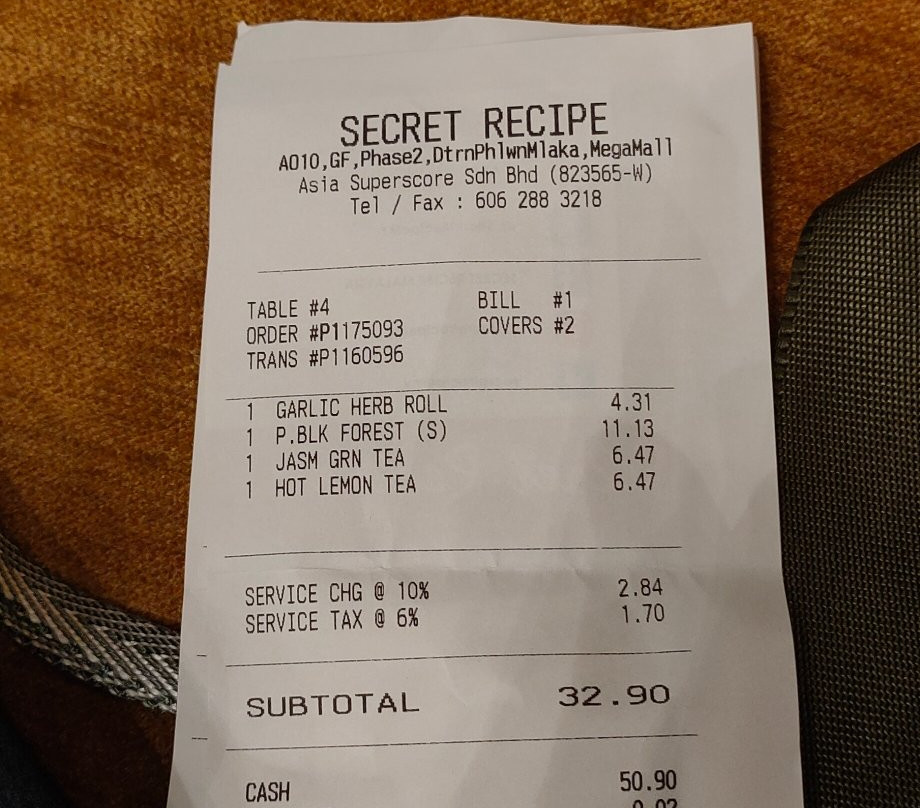 SECRET RECIPE
A010,GF,Phase2,DtrnPhlwnMlaka,MegaMall
Asia Superscore Sdn Bhd (823565-W)
Tel / Fax : 606 288 3218
TABLE #4 BILL #1
ORDER #P1175093 COVERS #2
TRANS #P1160596
1 GARLIC HERB ROLL 4.31
1 P.BLK FOREST (S) 11.13
1 JASM GRN TEA 6.47
1 HOT LEMON TEA 6.47
SERVICE CHG @ 10% 2.84
SERVICE TAX @ 6% 1.70
SUBTOTAL 32.90
CASH 50.90